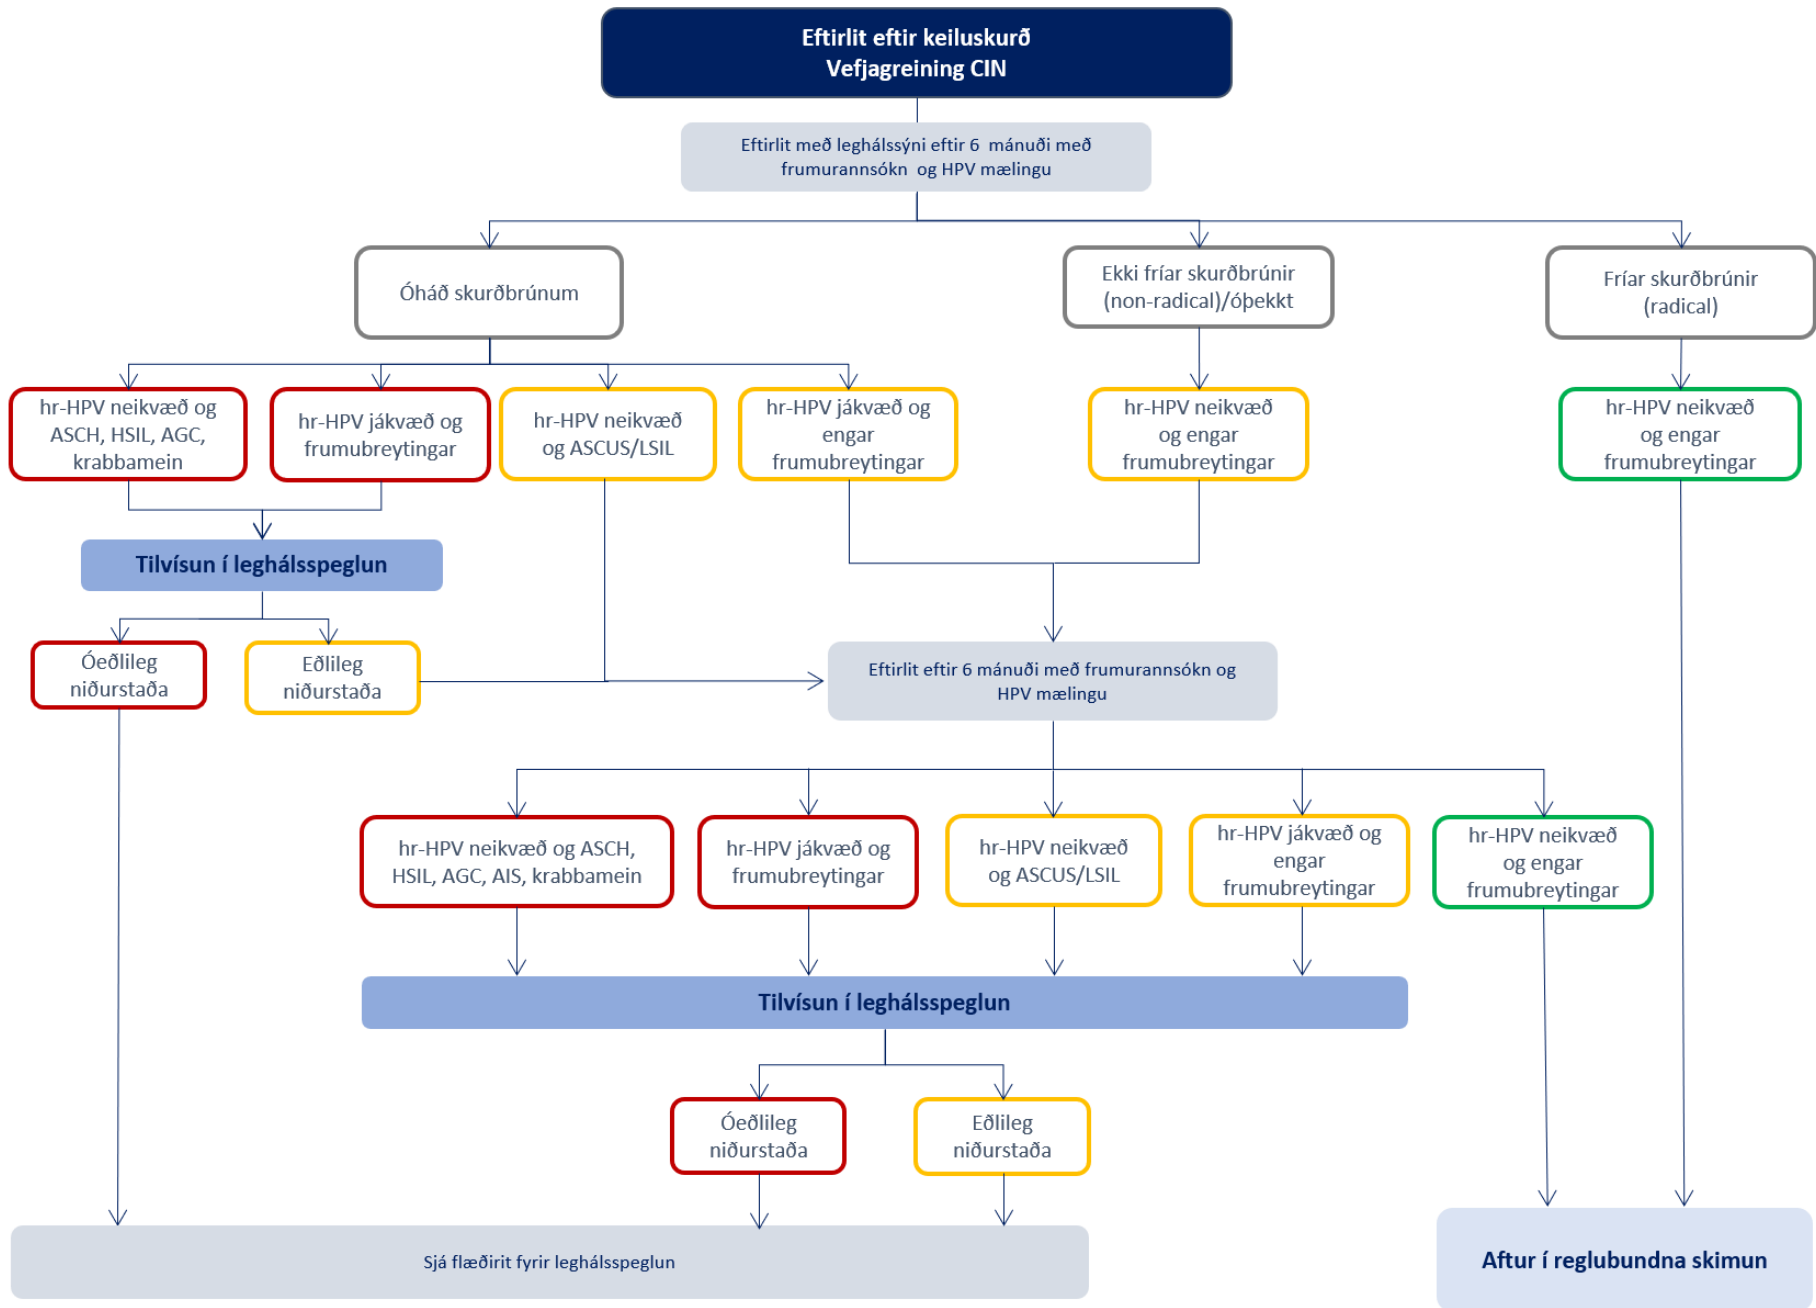 Eftirlit eftir keiluskurð
Vefjagreining CIN
Eftirlit með leghálssýni eftir 6 mánuði með
frumurannsókn og HPV mælingu
Óháð skurðbrúnum
Ekki fríar skurðbrúnir
(non-radical)/óþekkt
Fríar skurðbrúnir
(radical)
hr-HPV neikvæð og
ASCH, HSIL, AGC,
krabbamein
hr-HPV jákvæð og
frumubreytingar
hr-HPV neikvæð
og ASCUS/LSIL
hr-HPV jákvæð og
engar
frumubreytingar
hr-HPV neikvæð
og engar
frumubreytingar
hr-HPV neikvæð
og engar
frumubreytingar
Tilvísun í leghálsspeglun
Óeðlileg
niðurstaða
Eðlileg
niðurstaða
Eftirlit eftir 6 mánuði með frumurannsókn og
HPV mælingu
hr-HPV neikvæð og ASCH,
HSIL, AGC, AIS, krabbamein
hr-HPV jákvæð og
frumubreytingar
hr-HPV neikvæð
og ASCUS/LSIL
hr-HPV jákvæð og
engar
frumubreytingar
hr-HPV neikvæð
og engar
frumubreytingar
Tilvísun í leghálsspeglun
Óeðlileg
niðurstaða
Eðlileg
niðurstaða
Sjá flæðirit fyrir leghálsspeglun
Aftur í reglubundna skimun